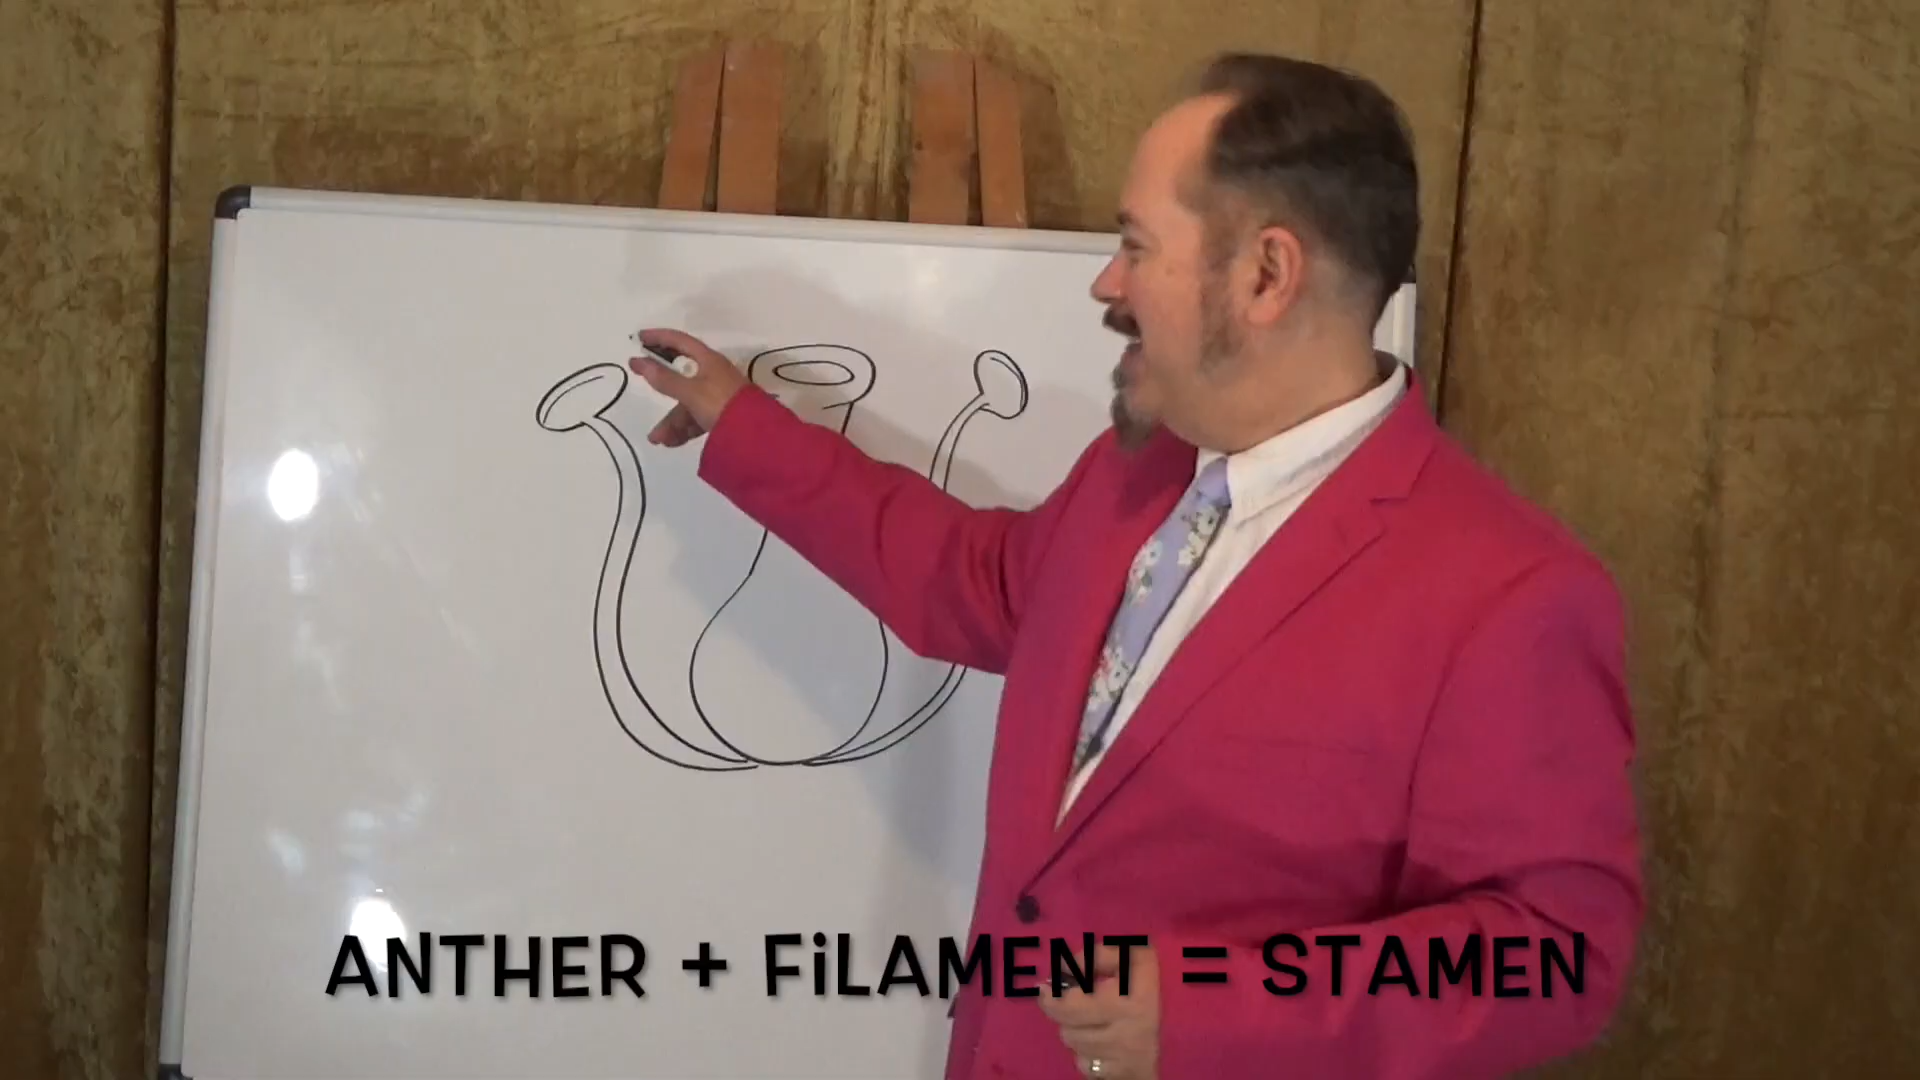 ANTHER + FiLAMENT = STAMEN